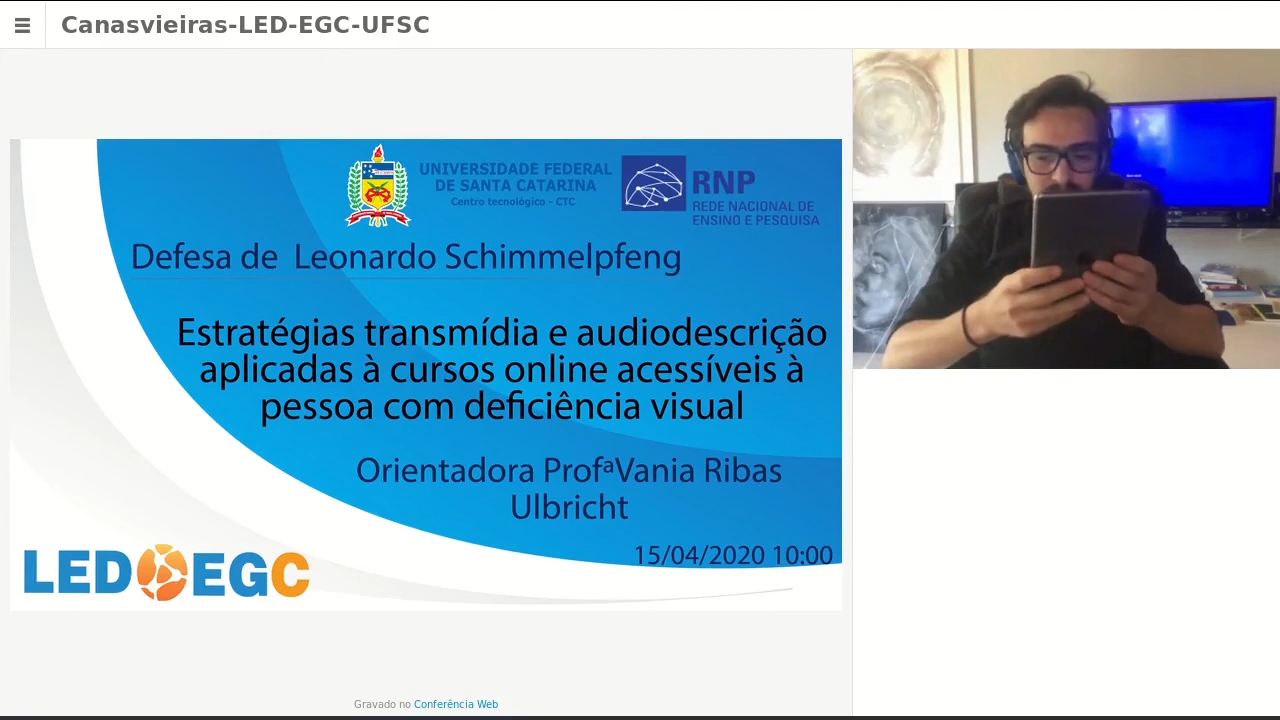 Canasvieiras-LED-EGC-UFSC
UNIVERSIDADE FEDERAL
DE SANTA CATARINA
Centro tecnológico - CTC
RNP
REDE NACIONAL DE
ENSINO E PESQUISA
Defesa de Leonardo Schimmelpfeng
Estratégias transmídia e audiodescrição
aplicadas à cursos online acessíveis à
pessoa com deficiência visual
Orientadora ProfªVania Ribas
Ulbricht
15/04/2020 10:00
LED EGC
Gravado no Conferência Web